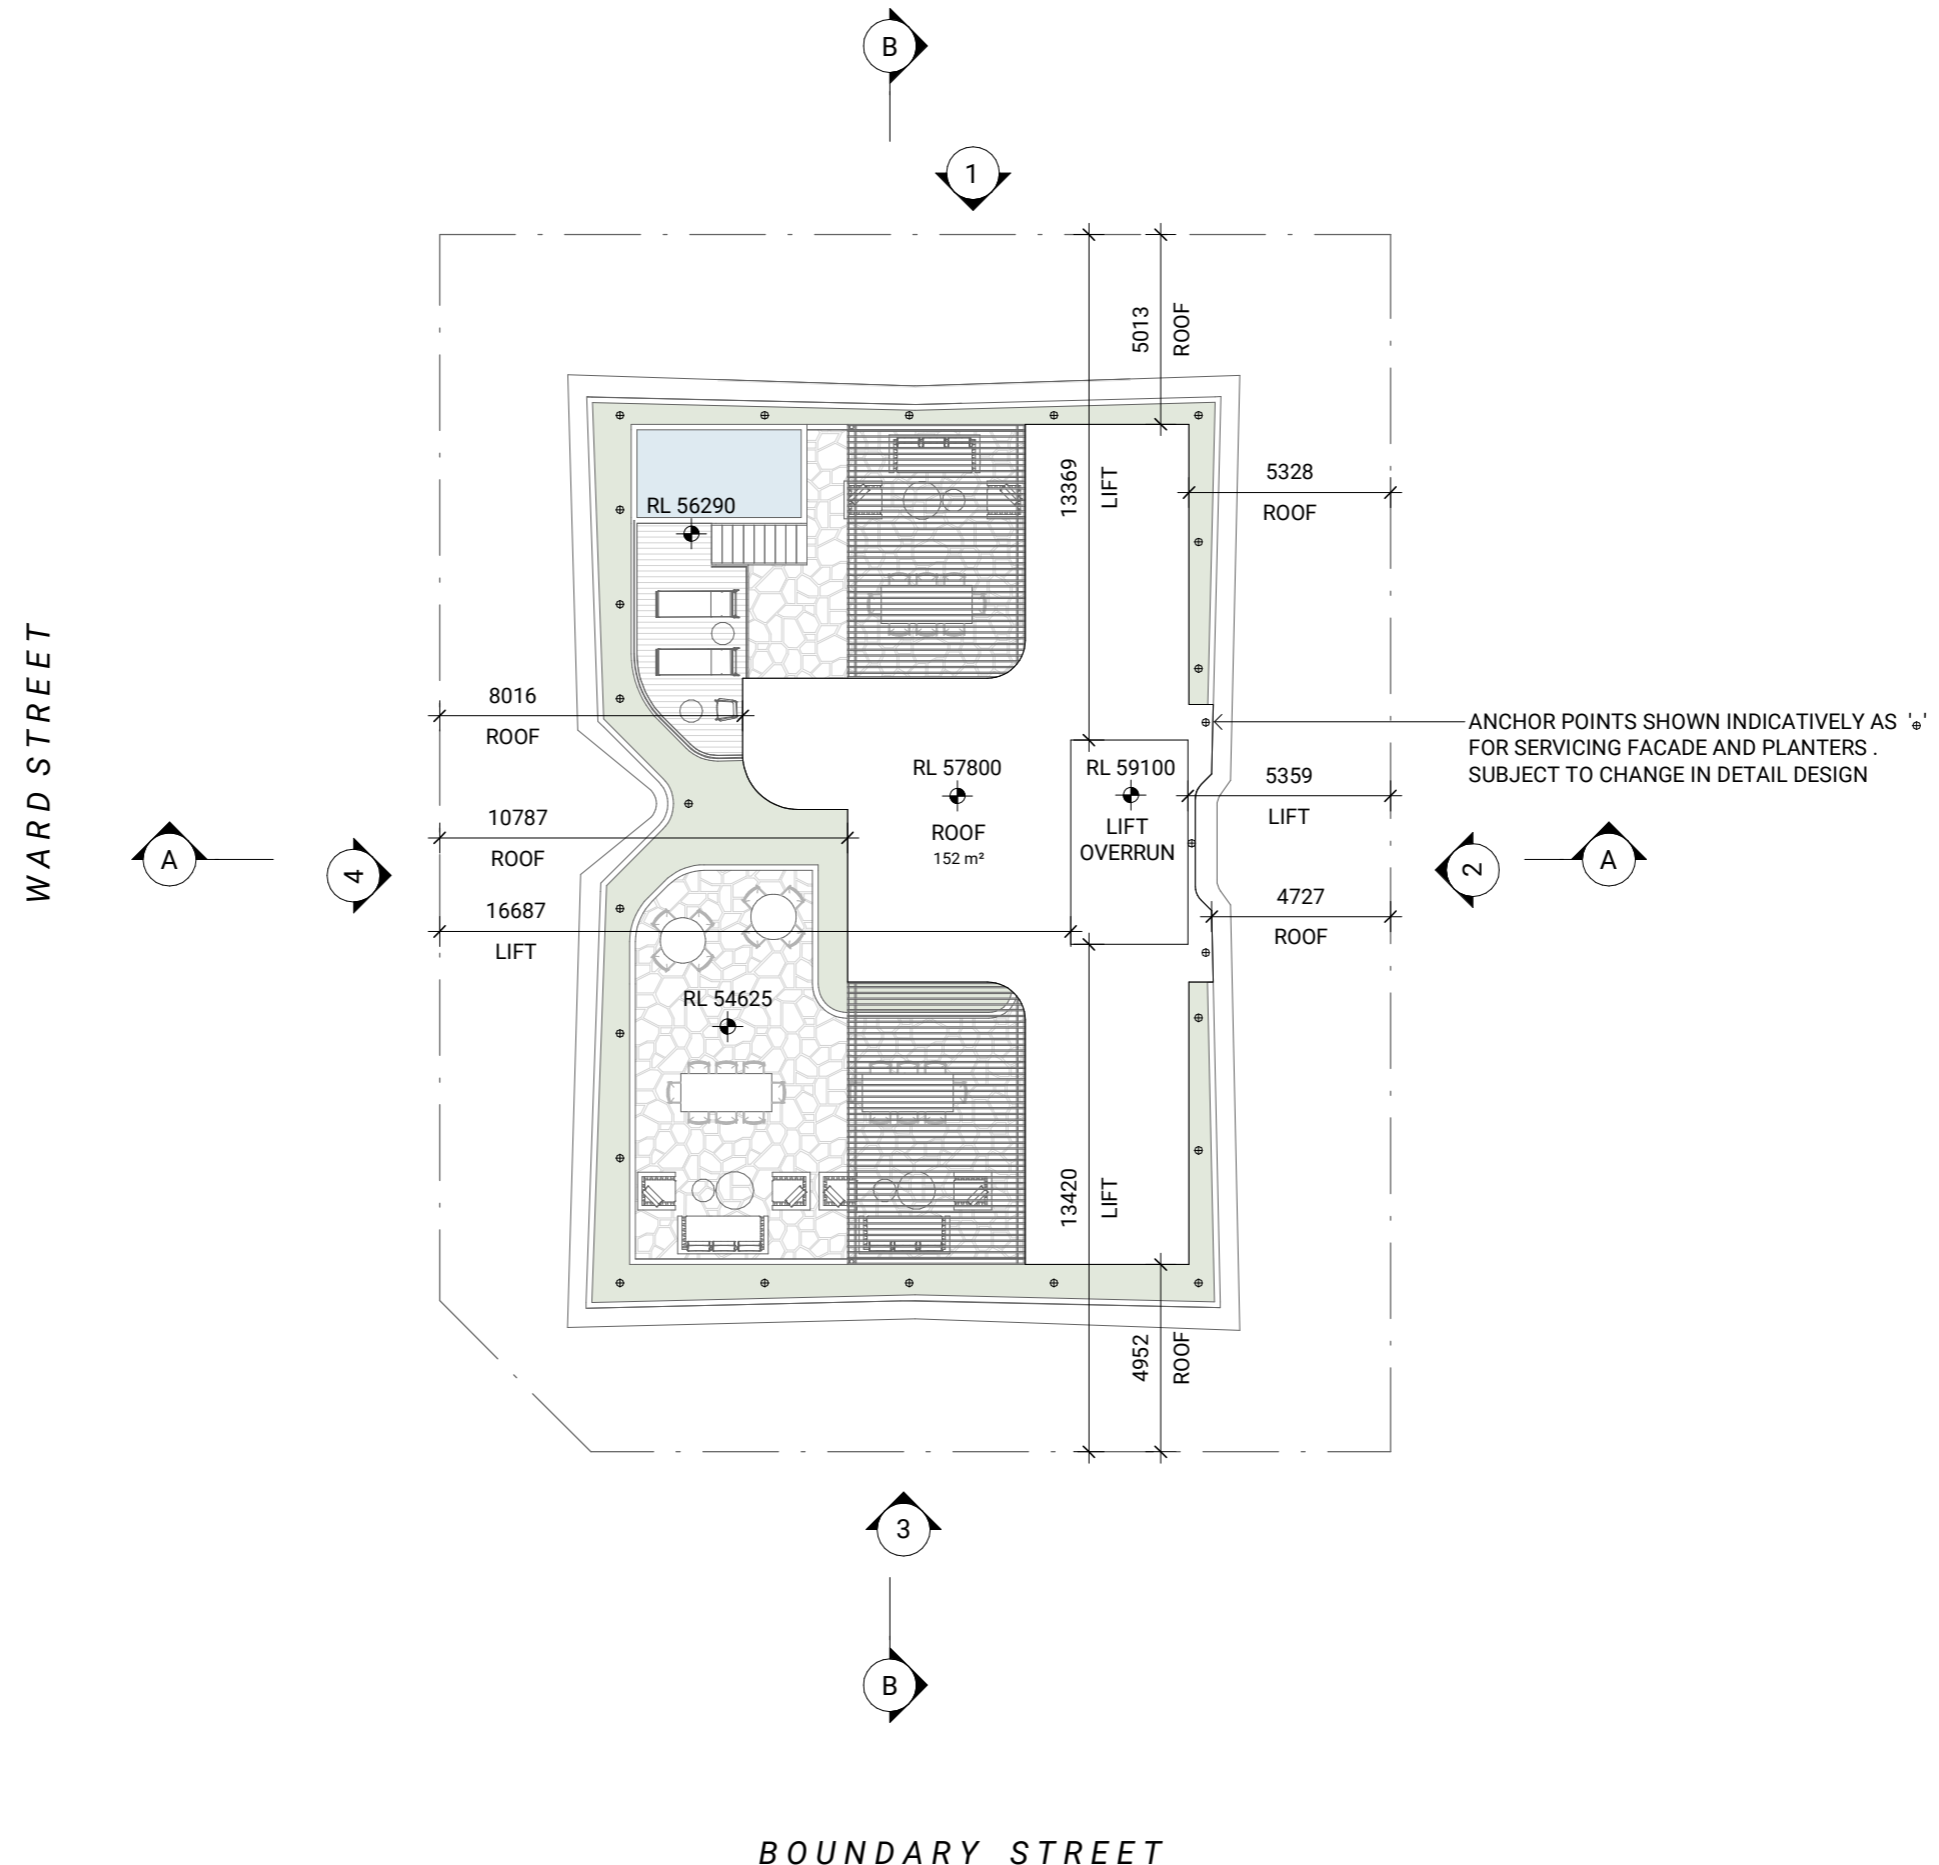 B
1
5013
ROOF
13369
LIFT
5328
ROOF
RL 56290
WARD STREET
8016
ROOF
ANCHOR POINTS SHOWN INDICATIVELY AS '⊕'
FOR SERVICING FACADE AND PLANTERS .
SUBJECT TO CHANGE IN DETAIL DESIGN
RL 57800
ROOF
152 m²
RL 59100
LIFT
OVERRUN
5359
LIFT
10787
ROOF
A
4
2
A
16687
LIFT
4727
ROOF
RL 54625
13420
LIFT
4952
ROOF
3
B
BOUNDARY STREET